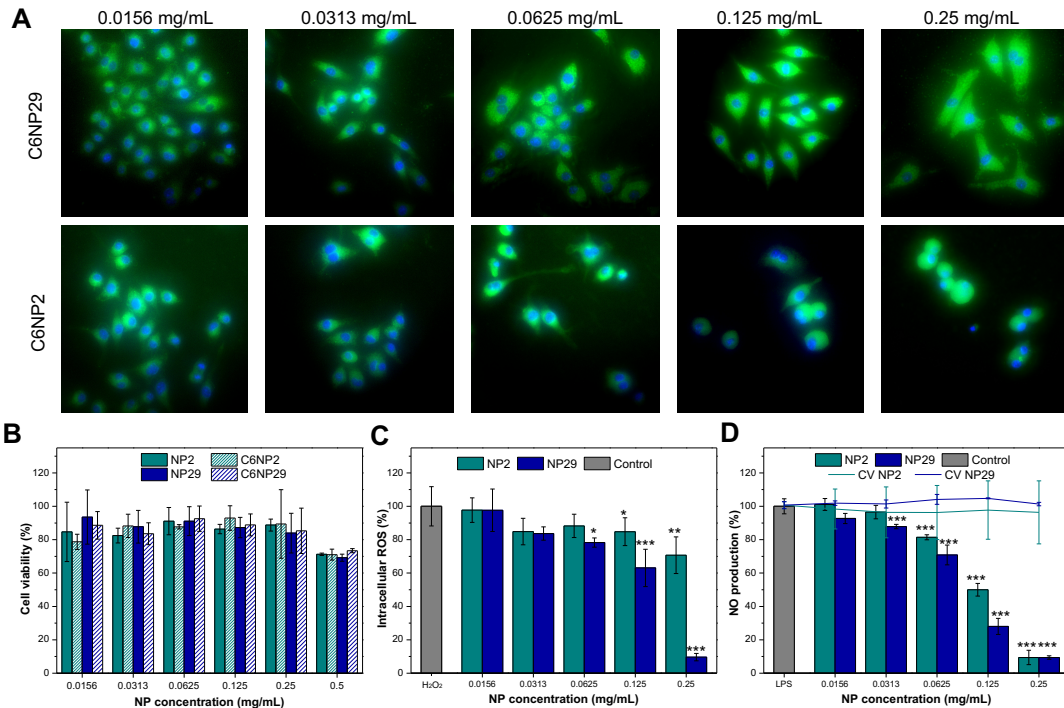 A
0.0156 mg/mL 0.0313 mg/mL 0.0625 mg/mL 0.125 mg/mL 0.25 mg/mL
C6NP29
C6NP2
B
NP2 C6NP2
NP29 C6NP29
120
100
80
60
40
20
0
Cell viability (%)
0.0156 0.0313 0.0625 0.125 0.25 0.5
NP concentration (mg/mL)
C
NP2 NP29 Control
120
100
80
60
40
20
0
Intracellular ROS (%)
* * *** ** ***
H₂O₂ 0.0156 0.0313 0.0625 0.125 0.25
NP concentration (mg/mL)
D
NP2 NP29 Control
CV NP2 CV NP29
120
100
80
60
40
20
0
NO production (%)
*** *** *** *** *** *** ***
LPS 0.0156 0.0313 0.0625 0.125 0.25
NP concentration (mg/mL)